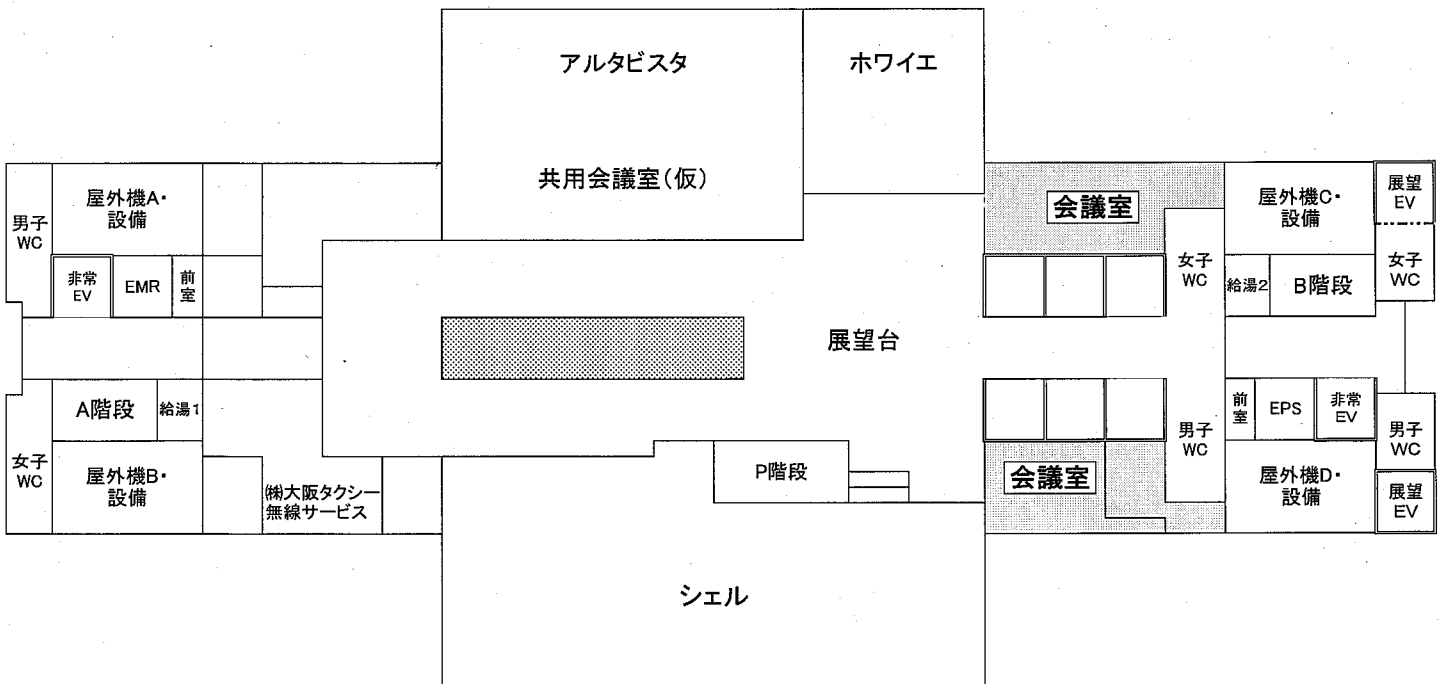 アルタビスタ
ホワイエ
共用会議室(仮)
男子
WC
屋外機A・
設備
非常
EV
EMR
前
室
会議室
屋外機C・
設備
展望
EV
女子
WC
給湯2
B階段
女子
WC
展望台
A階段
給湯1
女子
WC
屋外機B・
設備
㈱大阪タクシー
無線サービス
P階段
会議室
男子
WC
前
室
EPS
非常
EV
男子
WC
屋外機D・
設備
展望
EV
シェル